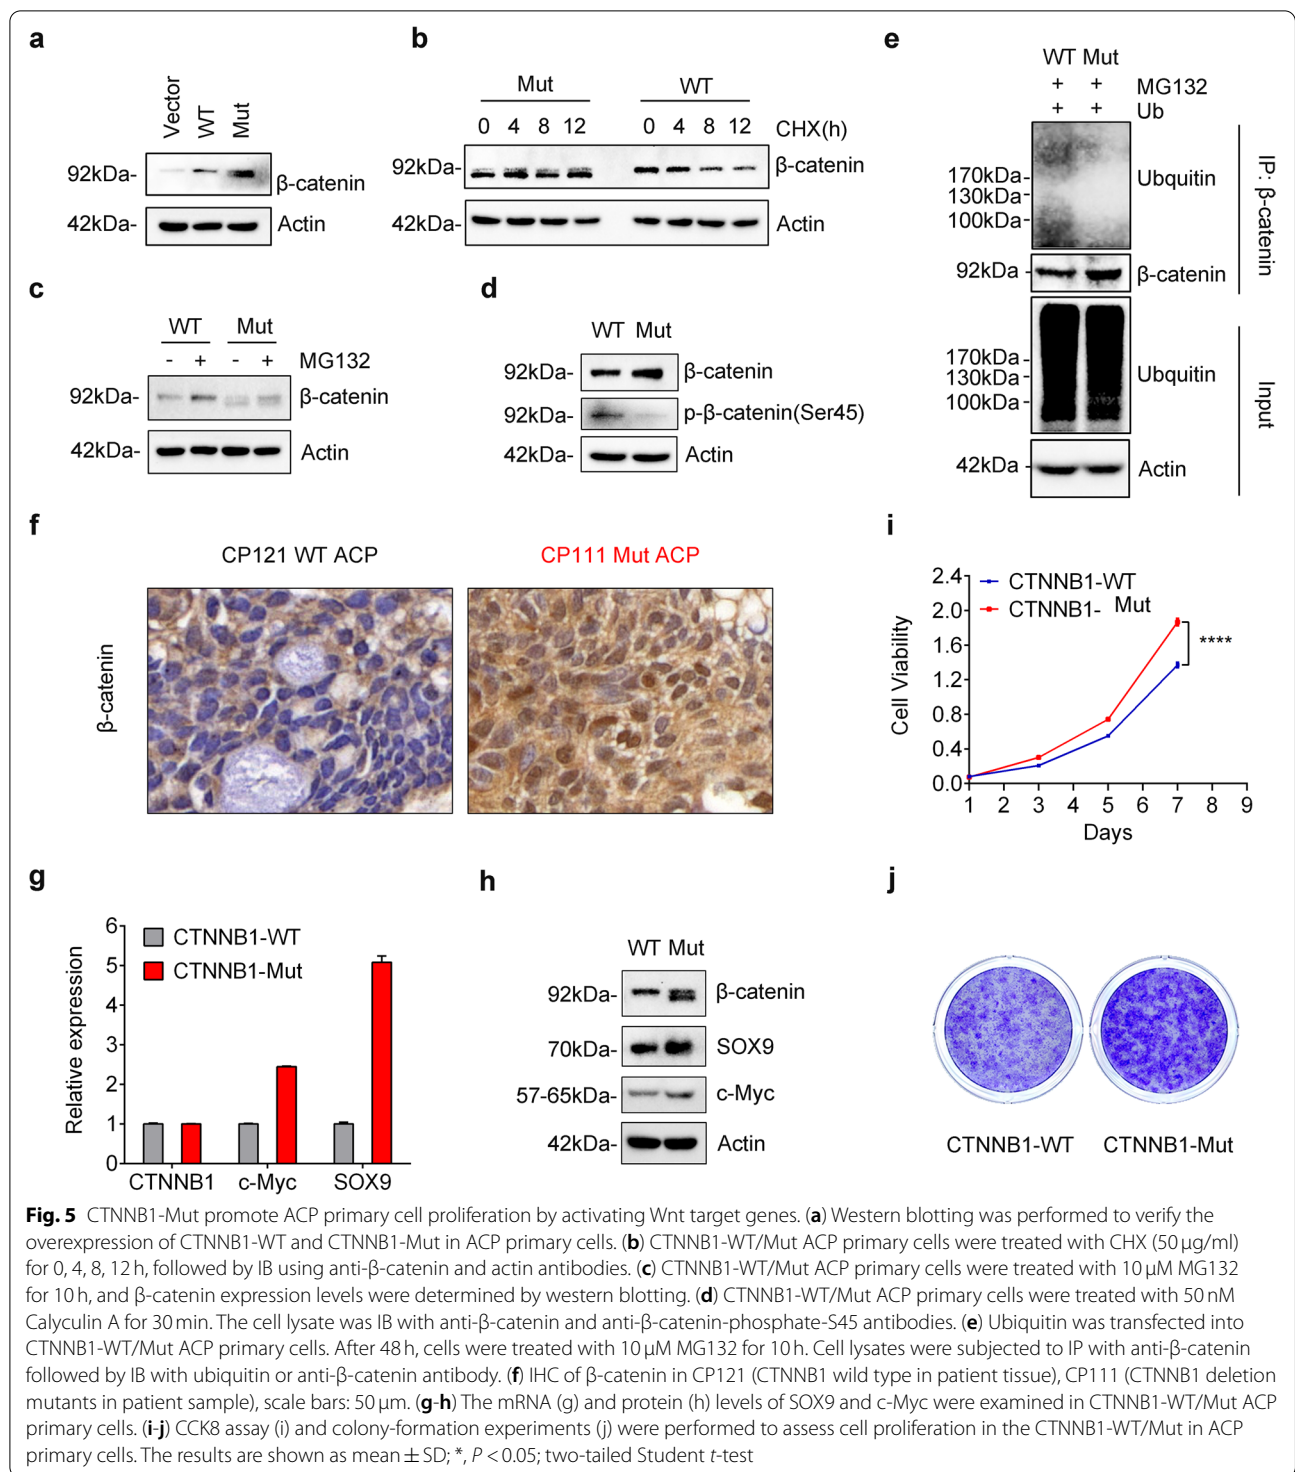 a
Vector
WT
Mut
92kDa-
β-catenin
42kDa-
Actin
b
Mut
WT
0 4 8 12 0 4 8 12 CHX(h)
92kDa-
β-catenin
42kDa-
Actin
c
WT Mut
- + - + MG132
92kDa-
β-catenin
42kDa-
Actin
d
WT Mut
92kDa-
β-catenin
92kDa-
p-β-catenin(Ser45)
42kDa-
Actin
e
WT Mut
+ + MG132
+ + Ub
170kDa-
130kDa-
100kDa-
Ubquitin
92kDa -
β-catenin
IP: β-catenin
170kDa-
130kDa-
100kDa-
Ubquitin
42kDa -
Actin
Input
f
CP121 WT ACP
CP111 Mut ACP
β-catenin
i
CTNNB1-WT
CTNNB1- Mut
2.4
2.0
1.6
1.2
0.8
0.4
0.0
Cell Viability
****
1 2 3 4 5 6 7 8 9
Days
g
CTNNB1-WT
CTNNB1-Mut
6
5
4
3
2
1
0
Relative expression
CTNNB1 c-Myc SOX9
h
WT Mut
92kDa-
β-catenin
70kDa-
SOX9
57-65kDa-
c-Myc
42kDa-
Actin
j
CTNNB1-WT CTNNB1-Mut
Fig. 5 CTNNB1-Mut promote ACP primary cell proliferation by activating Wnt target genes. (a) Western blotting was performed to verify the
overexpression of CTNNB1-WT and CTNNB1-Mut in ACP primary cells. (b) CTNNB1-WT/Mut ACP primary cells were treated with CHX (50 μg/ml)
for 0, 4, 8, 12 h, followed by IB using anti-β-catenin and actin antibodies. (c) CTNNB1-WT/Mut ACP primary cells were treated with 10 μM MG132
for 10 h, and β-catenin expression levels were determined by western blotting. (d) CTNNB1-WT/Mut ACP primary cells were treated with 50 nM
Calyculin A for 30 min. The cell lysate was IB with anti-β-catenin and anti-β-catenin-phosphate-S45 antibodies. (e) Ubiquitin was transfected into
CTNNB1-WT/Mut ACP primary cells. After 48 h, cells were treated with 10 μM MG132 for 10 h. Cell lysates were subjected to IP with anti-β-catenin
followed by IB with ubiquitin or anti-β-catenin antibody. (f) IHC of β-catenin in CP121 (CTNNB1 wild type in patient tissue), CP111 (CTNNB1 deletion
mutants in patient sample), scale bars: 50 μm. (g-h) The mRNA (g) and protein (h) levels of SOX9 and c-Myc were examined in CTNNB1-WT/Mut ACP
primary cells. (i-j) CCK8 assay (i) and colony-formation experiments (j) were performed to assess cell proliferation in the CTNNB1-WT/Mut in ACP
primary cells. The results are shown as mean ± SD; *, P < 0.05; two-tailed Student t-test